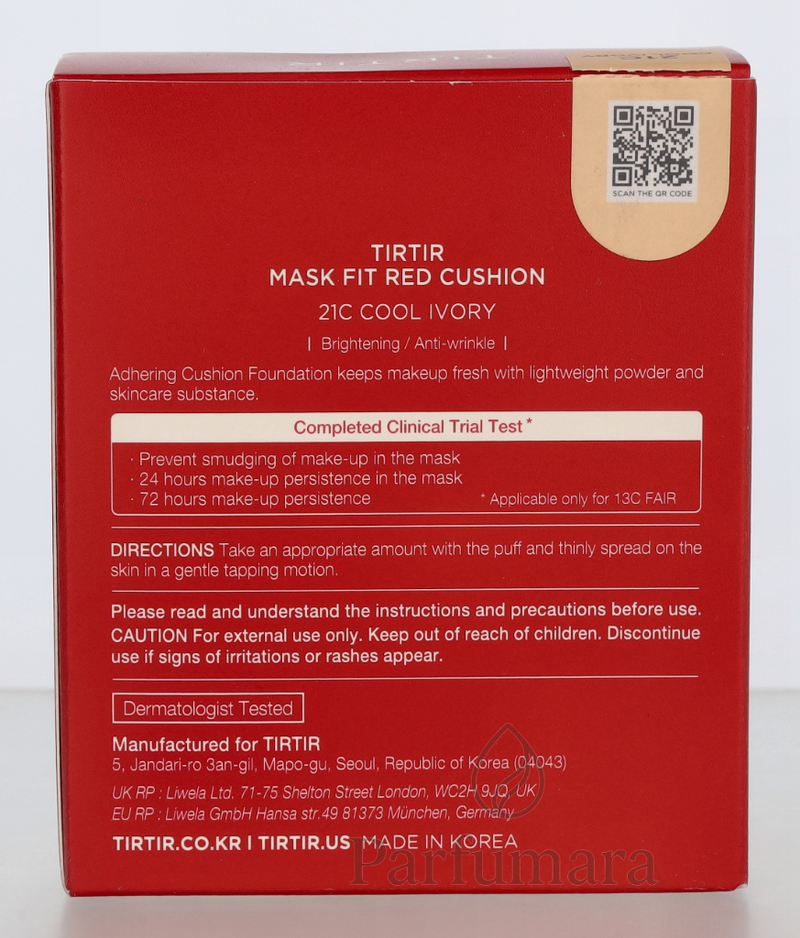 TIRTIR
21C
SCAN THE QR CODE
TIRTIR
MASK FIT RED CUSHION
21C COOL IVORY
| Brightening / Anti-wrinkle |
Adhering Cushion Foundation keeps makeup fresh with lightweight powder and
skincare substance.
Completed Clinical Trial Test*
· Prevent smudging of make-up in the mask
· 24 hours make-up persistence in the mask
· 72 hours make-up persistence * Applicable only for 13C FAIR
DIRECTIONS Take an appropriate amount with the puff and thinly spread on the
skin in a gentle tapping motion.
Please read and understand the instructions and precautions before use.
CAUTION For external use only. Keep out of reach of children. Discontinue
use if signs of irritations or rashes appear.
Dermatologist Tested
Manufactured for TIRTIR
5, Jandari-ro 3an-gil, Mapo-gu, Seoul, Republic of Korea (04043)
UK RP : Liwela Ltd. 71-75 Shelton Street London, WC2H 9JQ, UK
EU RP : Liwela GmbH Hansa str.49 81373 München, Germany
TIRTIR.CO.KR | TIRTIR.US MADE IN KOREA
Parfumara